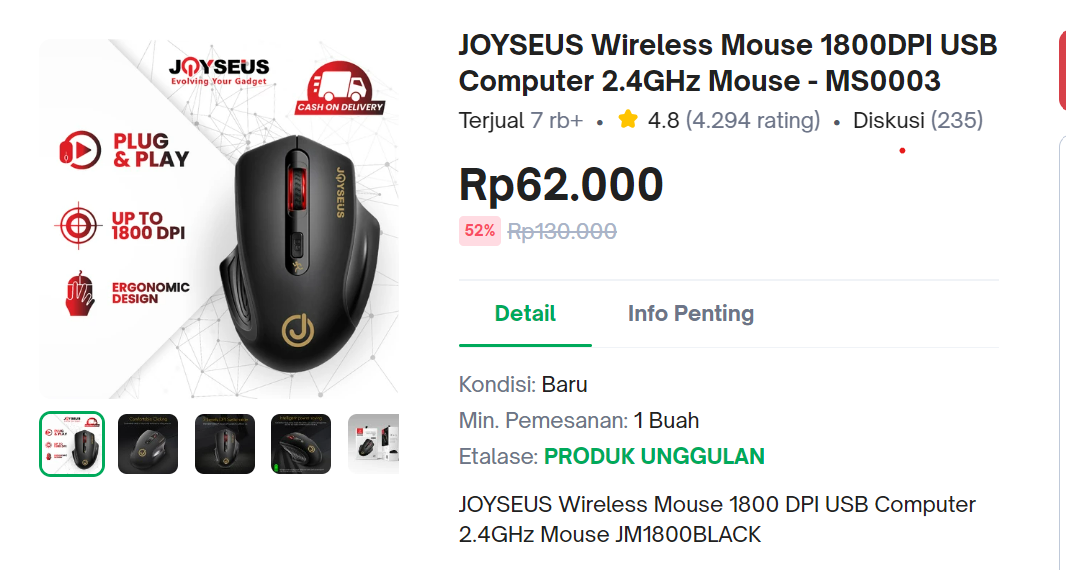 JOYSEUS
Evolving Your Gadget
CASH ON DELIVERY
PLUG
& PLAY
UP TO
1800 DPI
ERGONOMIC
DESIGN
JOYSEUS
JOYSEUS Wireless Mouse 1800DPI USB
Computer 2.4GHz Mouse - MS0003
Terjual 7 rb+ • 4.8 (4.294 rating) • Diskusi (235)
Rp62.000
52% Rp130.000
Detail Info Penting
Kondisi: Baru
Min. Pemesanan: 1 Buah
Etalase: PRODUK UNGGULAN
JOYSEUS Wireless Mouse 1800 DPI USB Computer
2.4GHz Mouse JM1800BLACK